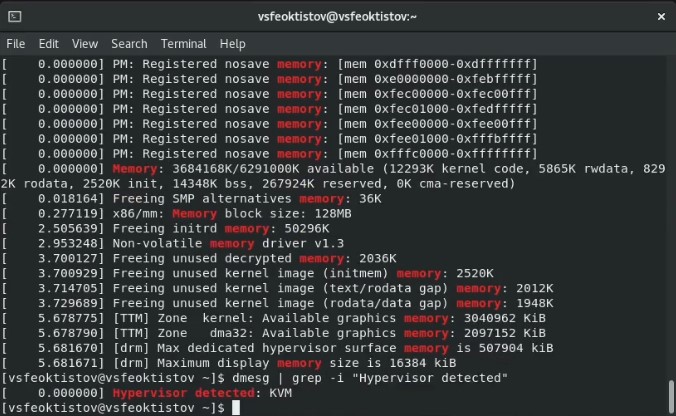 vsfeoktistov@vsfeoktistov:~
×
File Edit View Search Terminal Help
[    0.000000] PM: Registered nosave memory: [mem 0xdfff0000-0xdfffffff]
[    0.000000] PM: Registered nosave memory: [mem 0xe0000000-0xfebfffff]
[    0.000000] PM: Registered nosave memory: [mem 0xfec00000-0xfec00fff]
[    0.000000] PM: Registered nosave memory: [mem 0xfec01000-0xfedfffff]
[    0.000000] PM: Registered nosave memory: [mem 0xfee00000-0xfee00fff]
[    0.000000] PM: Registered nosave memory: [mem 0xfee01000-0xfffbffff]
[    0.000000] PM: Registered nosave memory: [mem 0xfffc0000-0xffffffff]
[    0.000000] Memory: 3684168K/6291000K available (12293K kernel code, 5865K rwdata, 829
2K rodata, 2520K init, 14348K bss, 267924K reserved, 0K cma-reserved)
[    0.018164] Freeing SMP alternatives memory: 36K
[    0.277119] x86/mm: Memory block size: 128MB
[    2.505639] Freeing initrd memory: 50296K
[    2.953248] Non-volatile memory driver v1.3
[    3.700127] Freeing unused decrypted memory: 2036K
[    3.700929] Freeing unused kernel image (initmem) memory: 2520K
[    3.714705] Freeing unused kernel image (text/rodata gap) memory: 2012K
[    3.729689] Freeing unused kernel image (rodata/data gap) memory: 1948K
[    5.678775] [TTM] Zone  kernel: Available graphics memory: 3040962 KiB
[    5.678790] [TTM] Zone   dma32: Available graphics memory: 2097152 KiB
[    5.681670] [drm] Max dedicated hypervisor surface memory is 507904 kiB
[    5.681671] [drm] Maximum display memory size is 16384 kiB
[vsfeoktistov@vsfeoktistov ~]$ dmesg | grep -i "Hypervisor detected"
[    0.000000] Hypervisor detected: KVM
[vsfeoktistov@vsfeoktistov ~]$